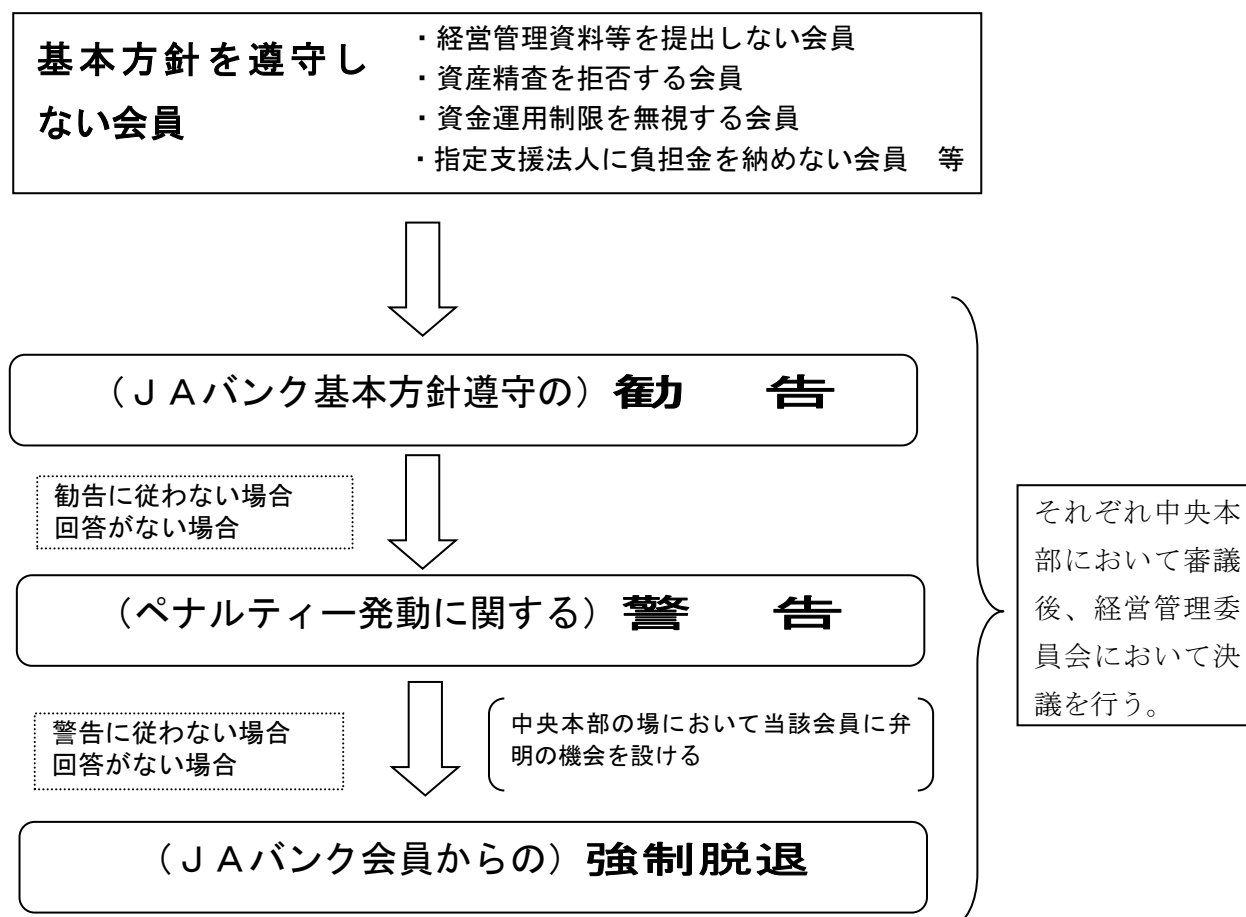 基本方針を遵守し
ない会員
・経営管理資料等を提出しない会員
・資産精査を拒否する会員
・資金運用制限を無視する会員
・指定支援法人に負担金を納めない会員　等
（ＪＡバンク基本方針遵守の）勧　告
勧告に従わない場合
回答がない場合
（ペナルティー発動に関する）警　告
警告に従わない場合
回答がない場合
中央本部の場において当該会員に弁
明の機会を設ける
（ＪＡバンク会員からの）強制脱退
それぞれ中央本
部において審議
後、経営管理委
員会において決
議を行う。